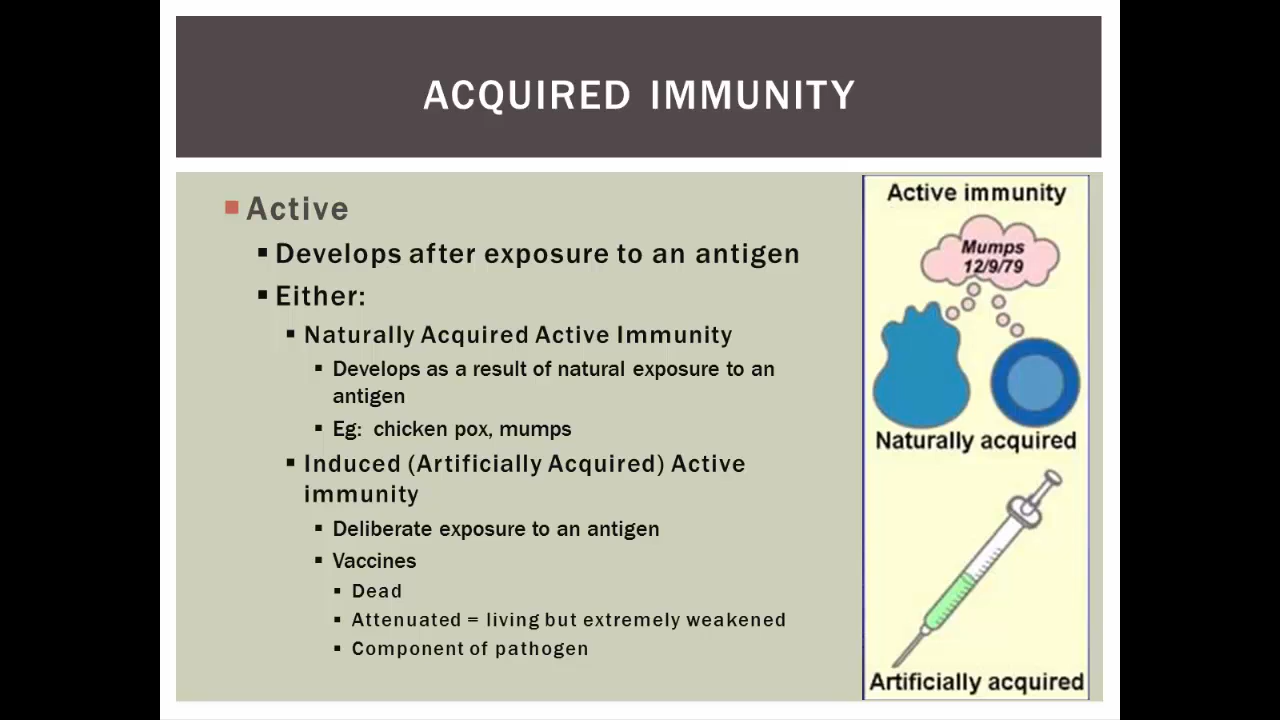 ACQUIRED IMMUNITY
Active
Develops after exposure to an antigen
Either:
Naturally Acquired Active Immunity
Develops as a result of natural exposure to an
antigen
Eg: chicken pox, mumps
Induced (Artificially Acquired) Active
immunity
Deliberate exposure to an antigen
Vaccines
Dead
Attenuated = living but extremely weakened
Component of pathogen
Active immunity
Mumps
12/9/79
Naturally acquired
Artificially acquired